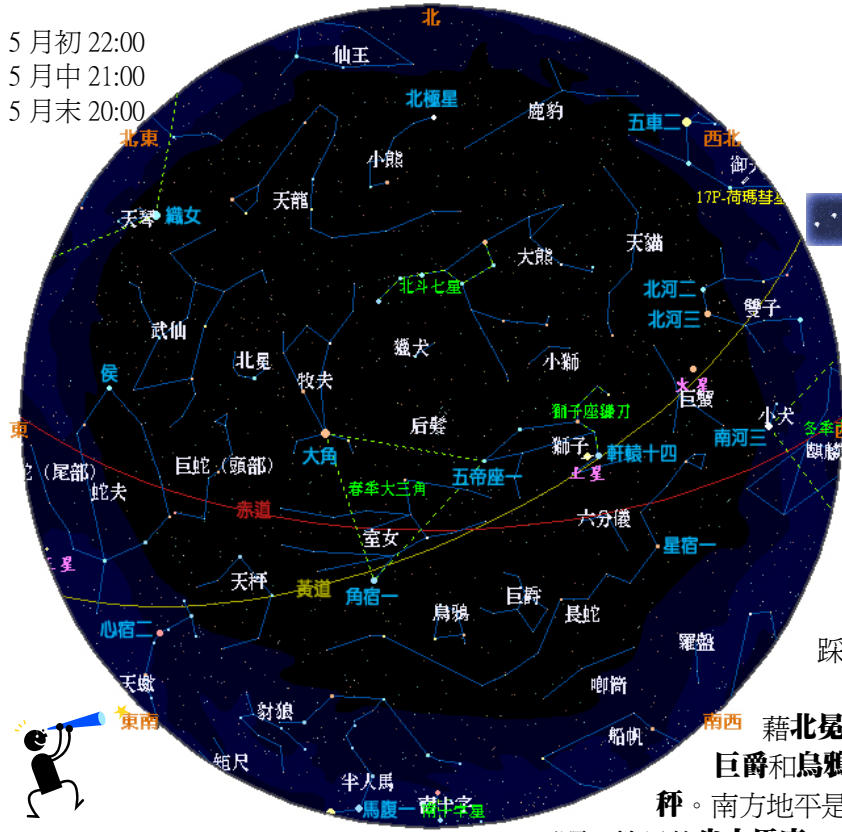 5 月初 22:00
5 月中 21:00
5 月末 20:00
北
仙王
北極星
鹿豹
五車二
北東
西北
小熊
御
17P-荷瑪彗星
天龍
天琴
織女
大熊
天貓
北斗七星
北河二
雙子
北河三
武仙
獵犬
北冕
小獅
侯
牧夫
火星
巨蟹
獅子座鐮刀
小犬
后髮
東
南河三
冬季
西
大角
獅子
軒轅十四
麒麟
巨蛇（頭部）
五帝座一
土星
（尾部）
蛇夫
春季大三角
赤道
六分儀
室女
星宿一
天秤
黃道
角宿一
巨爵
烏鴉
長蛇
心宿二
羅盤
踩
天蠍
唧筒
豺狼
東南
南西
藉北冕
船帆
矩尺
巨爵和烏鴉
半人馬
秤。南方地平是
馬腹一
南十字